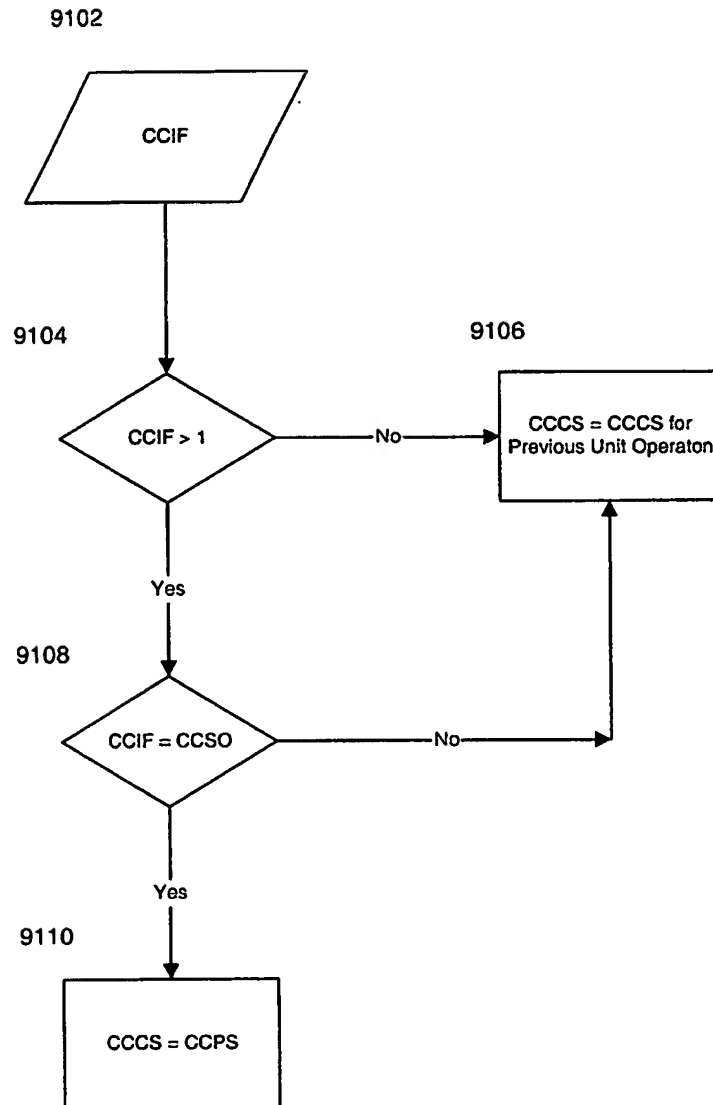 9102
CCIF
9104
9106
CCIF > 1
No
CCCS = CCCS for
Previous Unit Operaton
Yes
9108
CCIF = CCSO
No
Yes
9110
CCCS = CCPS